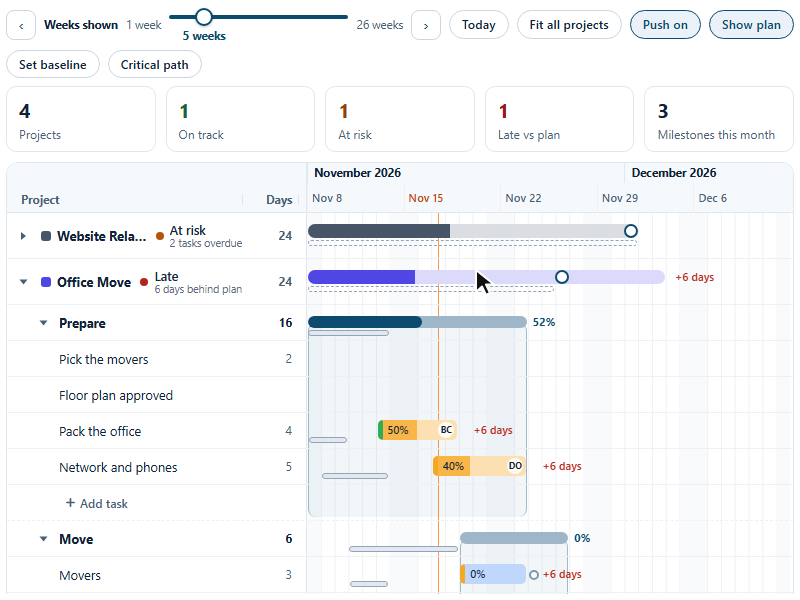 ‹ Weeks shown 1 week 26 weeks › Today Fit all projects Push on Show plan
5 weeks
Set baseline Critical path
4 1 1 1 3
Projects On track At risk Late vs plan Milestones this month
November 2026 December 2026
Project Days Nov 8 Nov 15 Nov 22 Nov 29 Dec 6
Website Rela... At risk 24
2 tasks overdue
Office Move Late 24 +6 days
6 days behind plan
Prepare 16 52%
Pick the movers 2
Floor plan approved
Pack the office 4 50% BC +6 days
Network and phones 5 40% DO +6 days
+ Add task
Move 6 0%
Movers 3 0% +6 days